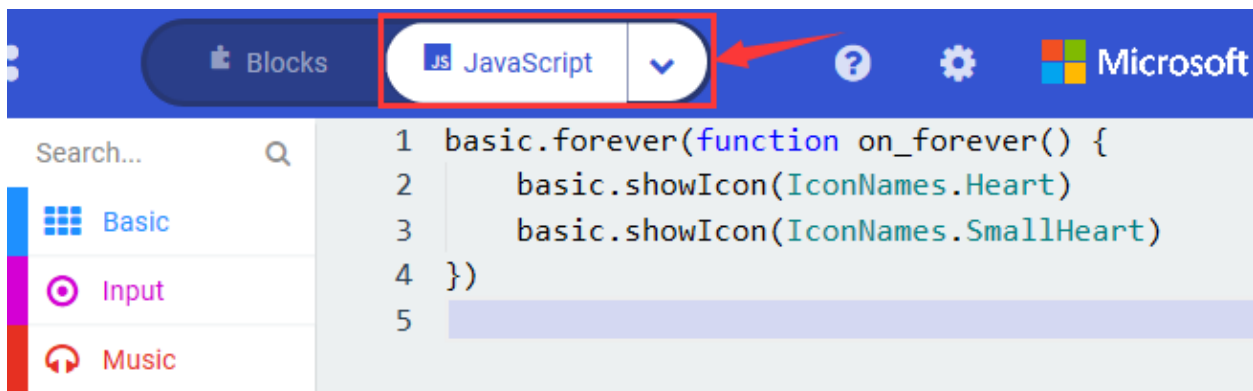 Blocks
JS JavaScript
?
Microsoft
Search...
Basic
Input
Music
1 basic.forever(function on_forever() {
2     basic.showIcon(IconNames.Heart)
3     basic.showIcon(IconNames.SmallHeart)
4 })
5